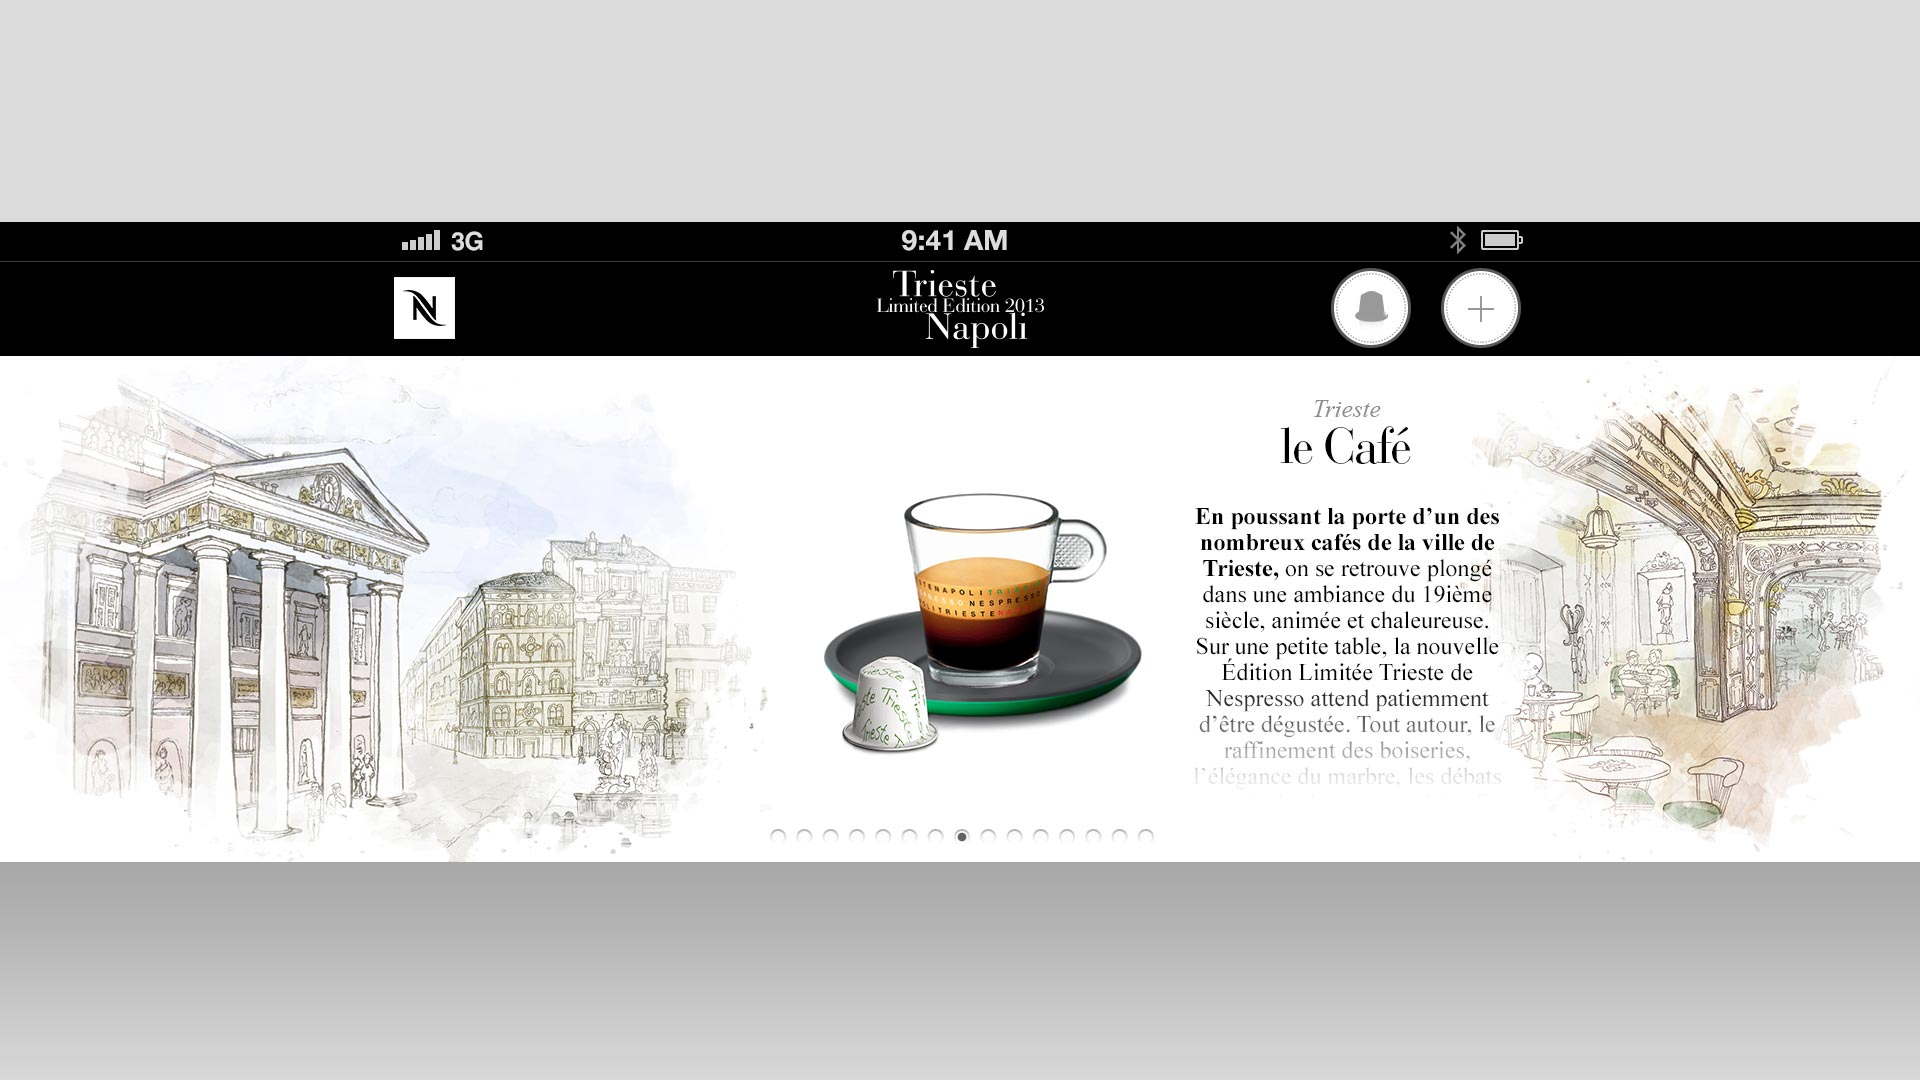 3G
9:41 AM
N
Trieste
Limited Edition 2013
Napoli
Trieste
le Café
En poussant la porte d’un des
nombreux cafés de la ville de
Trieste, on se retrouve plongé
dans une ambiance du 19ième
siècle, animée et chaleureuse.
Sur une petite table, la nouvelle
Édition Limitée Trieste de
Nespresso attend patiemment
d’être dégustée. Tout autour, le
raffinement des boiseries,
l’élégance du marbre, les débats
TENAPOLITRI
NESPRESSO
LITRIESTENA
Trieste